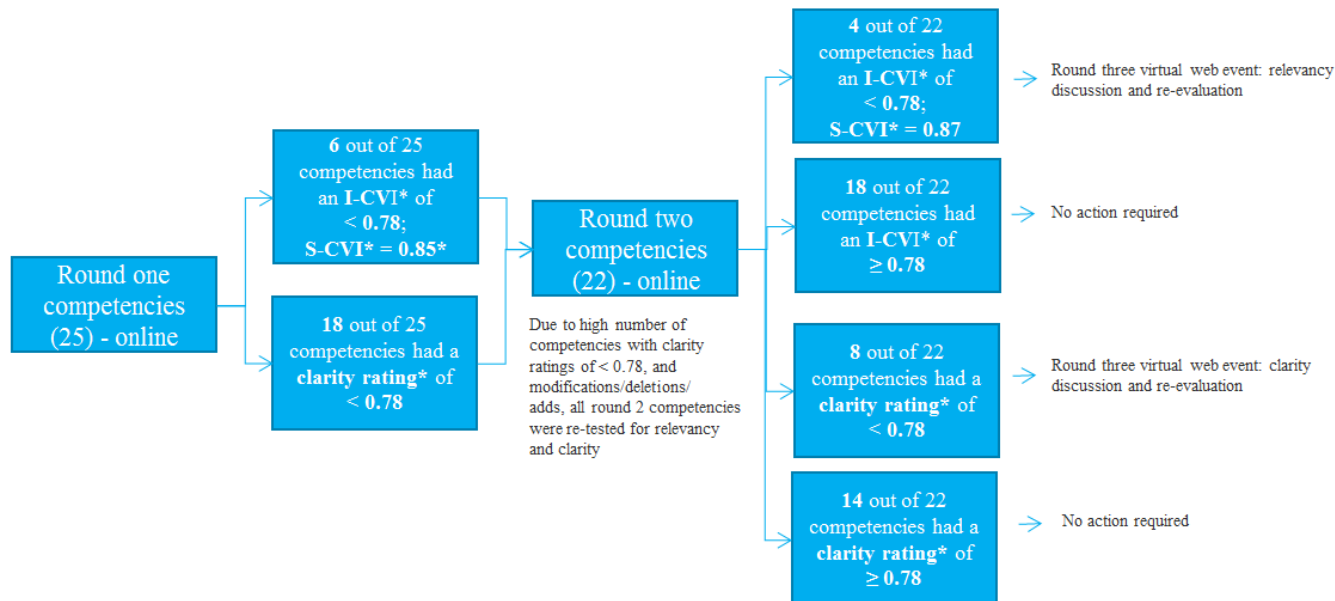 Round one
competencies
(25) - online
6 out of 25
competencies had
an I-CVI* of
< 0.78;
S-CVI* = 0.85*
18 out of 25
competencies had a
clarity rating* of
< 0.78
Round two
competencies
(22) - online
Due to high number of
competencies with clarity
ratings of < 0.78, and
modifications/deletions/
adds, all round 2 competencies
were re-tested for relevancy
and clarity
4 out of 22
competencies had
an I-CVI* of
< 0.78;
S-CVI* = 0.87
Round three virtual web event: relevancy
discussion and re-evaluation
18 out of 22
competencies had
an I-CVI* of
≥ 0.78
No action required
8 out of 22
competencies had a
clarity rating* of
< 0.78
Round three virtual web event: clarity
discussion and re-evaluation
14 out of 22
competencies had a
clarity rating* of
≥ 0.78
No action required